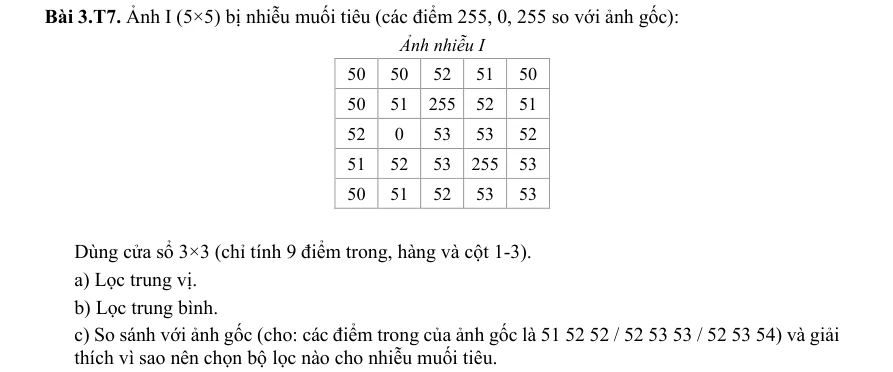 Bài 3.T7. Ảnh I (5×5) bị nhiễu muối tiêu (các điểm 255, 0, 255 so với ảnh gốc):
Ảnh nhiễu I
50 50 52 51 50
50 51 255 52 51
52 0 53 53 52
51 52 53 255 53
50 51 52 53 53
Dùng cửa sổ 3×3 (chỉ tính 9 điểm trong, hàng và cột 1-3).
a) Lọc trung vị.
b) Lọc trung bình.
c) So sánh với ảnh gốc (cho: các điểm trong của ảnh gốc là 51 52 52 / 52 53 53 / 52 53 54) và giải
thích vì sao nên chọn bộ lọc nào cho nhiễu muối tiêu.